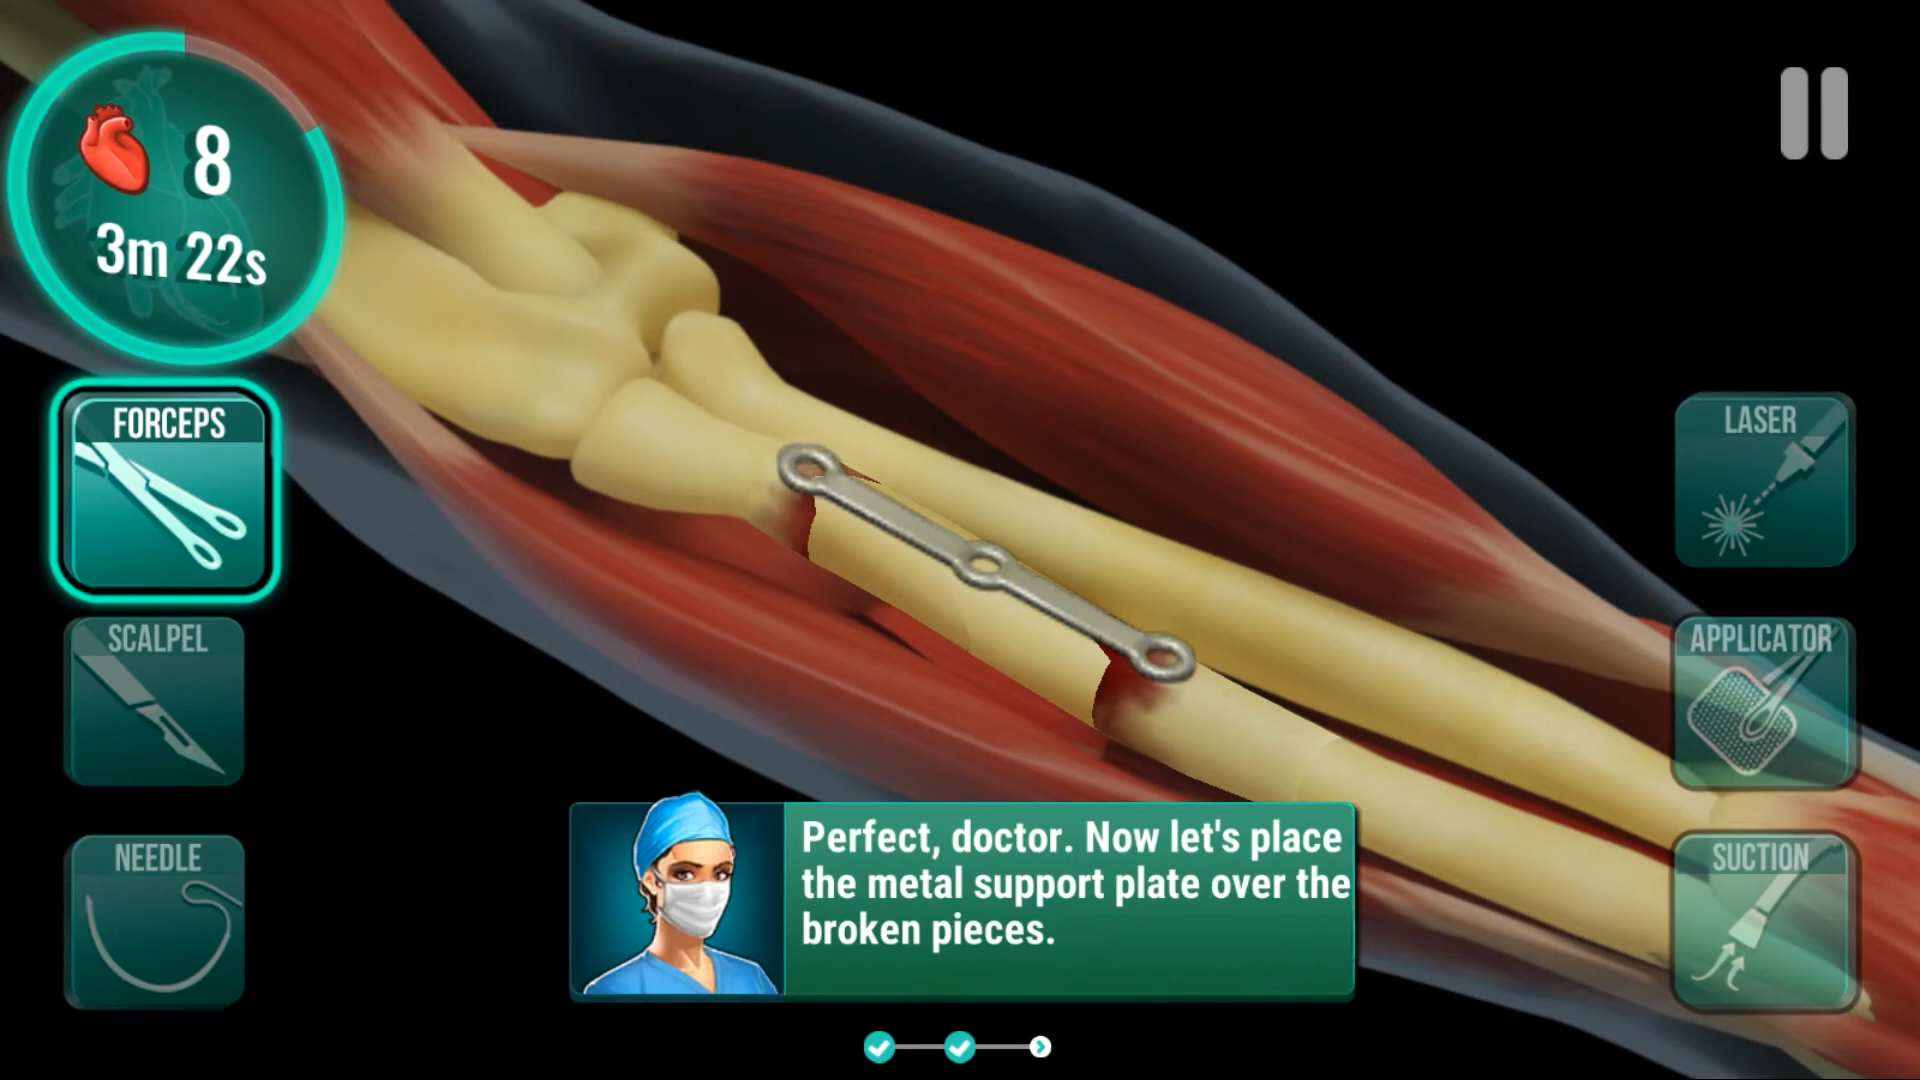 8
3m 22s
FORCEPS
SCALPEL
NEEDLE
LASER
APPLICATOR
SUCTION
Perfect, doctor. Now let's place
the metal support plate over the
broken pieces.